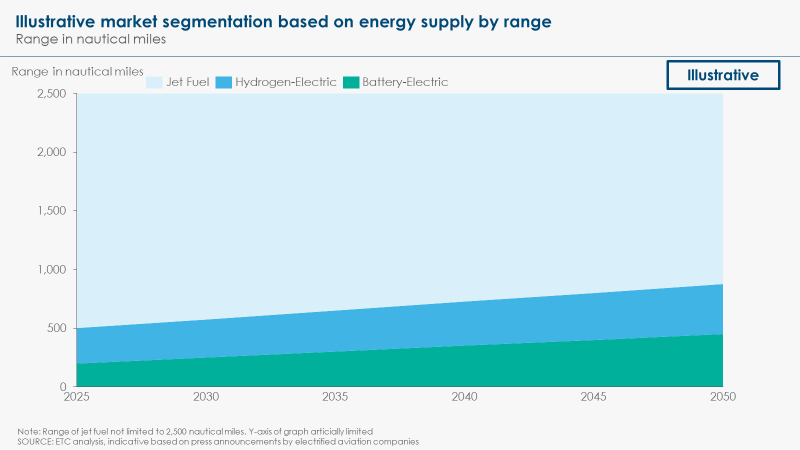 Illustrative market segmentation based on energy supply by range
Range in nautical miles
Range in nautical miles
Illustrative
Jet Fuel Hydrogen-Electric Battery-Electric
2,500
2,000
1,500
1,000
500
0
2025 2030 2035 2040 2045 2050
Note: Range of jet fuel not limited to 2,500 nautical miles. Y-axis of graph articially limited
SOURCE: ETC analysis, indicative based on press announcements by electrified aviation companies